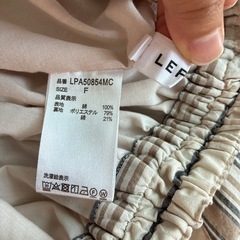 LEF
品番 LPA50854MC
SIZE F
品質表示
表地 綿 100%
裏地 ポリエステル 79%
綿 21%
洗濯絵表示